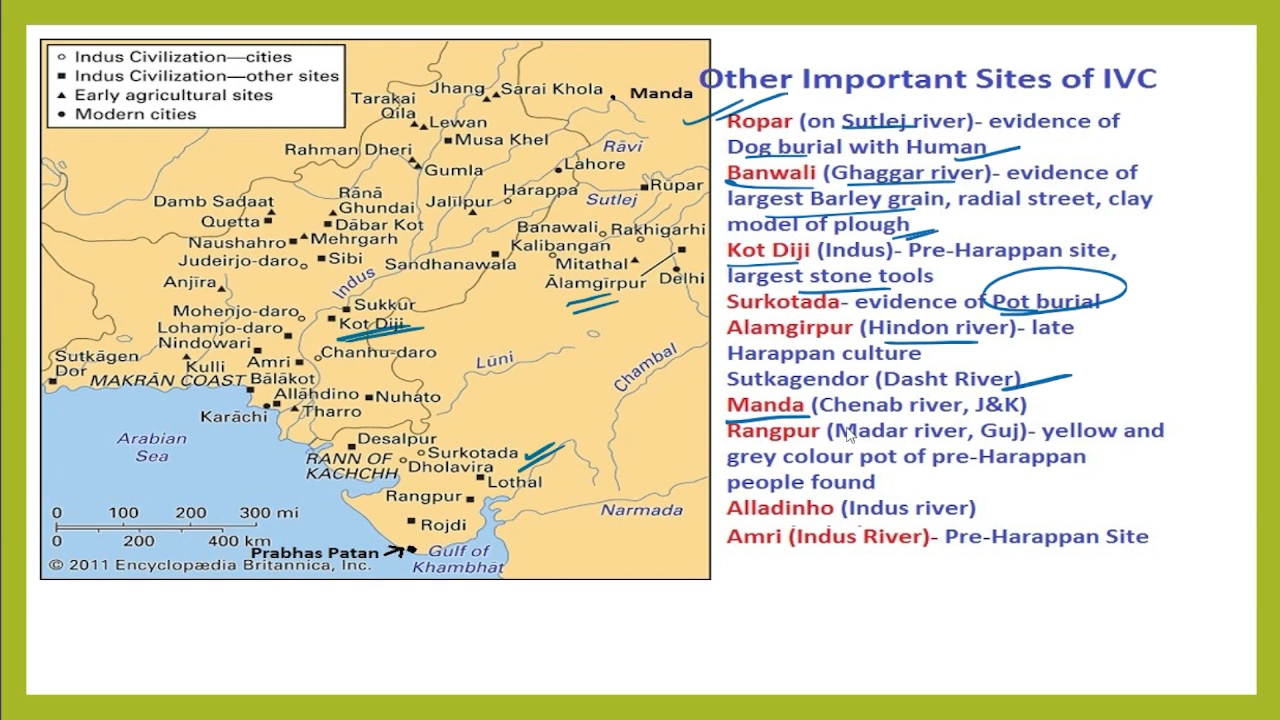 Indus Civilization—cities
Indus Civilization—other sites
Early agricultural sites
Modern cities
Jhang
Sarai Khola
Manda
Tarakai
Qila
Lewan
Musa Khel
Rāvi
Rahman Dheri
Gumla
Lahore
Rānā
Ghundai
Jalīlpur
Harappa
Rupar
Sutlej
Damb Sadaat
Quetta
Dābar Kot
Banawali
Rakhigarhi
Naushahro
Mehrgarh
Kalibangan
Judeirjo-daro
Sibi
Sandhanawala
Mitathal
Anjīra
Indus
Ālamgīrpur
Delhi
Mohenjo-daro
Sukkur
Lohamjo-daro
Kot Diji
Nindowari
Chanhu-daro
Sutkāgen
Dor
Kulli
Amri
Lūni
Chambal
MAKRĀN COAST
Bālākot
Allāhdino
Nuhato
Karāchi
Tharro
Arabian
Sea
Desalpur
RANN OF
KACHCHH
Surkotada
Dholavira
Lothal
Rangpur
Narmada
Rojdi
0 100 200 300 mi
0 200 400 km
Prabhas Patan
Gulf of
Khambhāt
© 2011 Encyclopædia Britannica, Inc.
Other Important Sites of IVC
Ropar (on Sutlej river)- evidence of
Dog burial with Human
Banwali (Ghaggar river)- evidence of
largest Barley grain, radial street, clay
model of plough
Kot Diji (Indus)- Pre-Harappan site,
largest stone tools
Surkotada- evidence of Pot burial
Alamgirpur (Hindon river)- late
Harappan culture
Sutkagendor (Dasht River)
Manda (Chenab river, J&K)
Rangpur (Madar river, Guj)- yellow and
grey colour pot of pre-Harappan
people found
Alladinho (Indus river)
Amri (Indus River)- Pre-Harappan Site